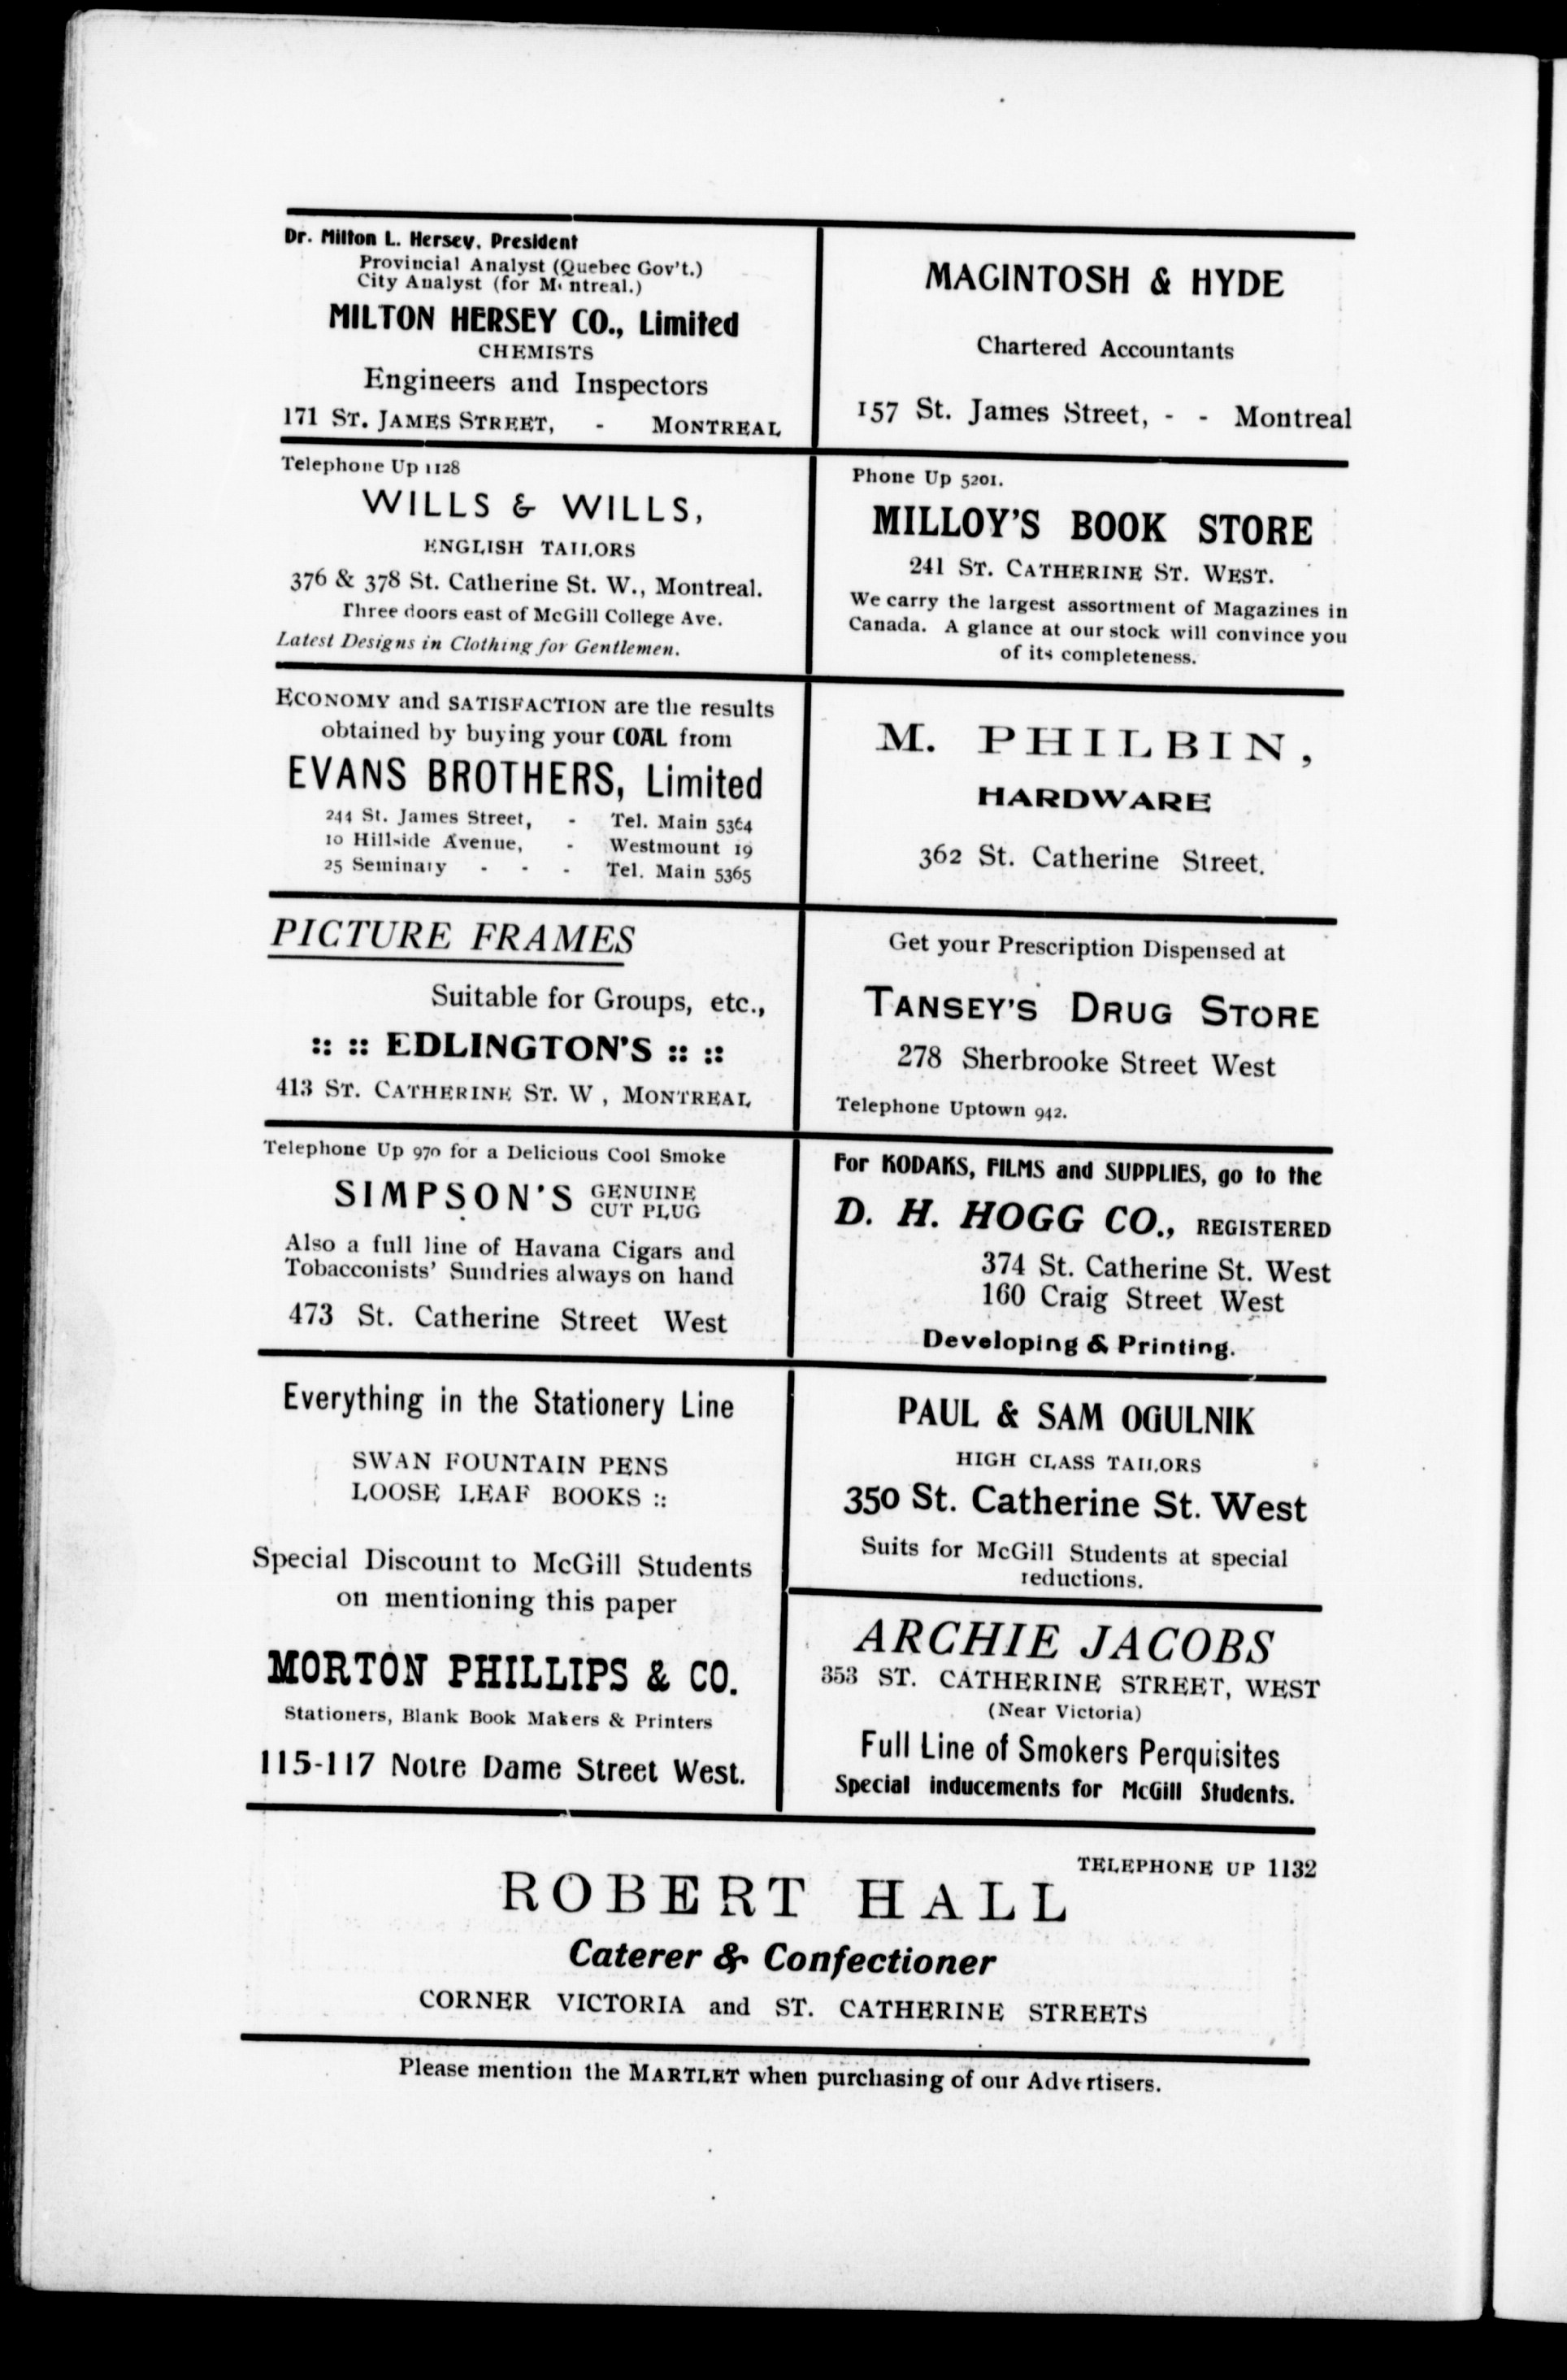 Dr. Milton L. Hersey, President
Provincial Analyst (Quebec Gov't.)
City Analyst (for Montreal.)
MILTON HERSEY CO., Limited
CHEMISTS
Engineers and Inspectors
171 ST. JAMES STREET, - MONTREAL
MACINTOSH & HYDE
Chartered Accountants
157 St. James Street, - - Montreal
Telephone Up 1128
WILLS & WILLS,
ENGLISH TAILORS
376 & 378 St. Catherine St. W., Montreal.
Three doors east of McGill College Ave.
Latest Designs in Clothing for Gentlemen.
Phone Up 5201.
MILLOY'S BOOK STORE
241 ST. CATHERINE ST. WEST.
We carry the largest assortment of Magazines in
Canada. A glance at our stock will convince you
of its completeness.
ECONOMY and SATISFACTION are the results
obtained by buying your COAL from
EVANS BROTHERS, Limited
244 St. James Street, - Tel. Main 5364
10 Hillside Avenue, - Westmount 19
25 Seminary - - - Tel. Main 5365
M. PHILBIN,
HARDWARE
362 St. Catherine Street.
PICTURE FRAMES
Suitable for Groups, etc.,
:: :: EDLINGTON'S :: ::
413 ST. CATHERINE ST. W , MONTREAL
Get your Prescription Dispensed at
TANSEY'S DRUG STORE
278 Sherbrooke Street West
Telephone Uptown 942.
Telephone Up 970 for a Delicious Cool Smoke
SIMPSON'S GENUINE
CUT PLUG
Also a full line of Havana Cigars and
Tobacconists' Sundries always on hand
473 St. Catherine Street West
For KODAKS, FILMS and SUPPLIES, go to the
D. H. HOGG CO., REGISTERED
374 St. Catherine St. West
160 Craig Street West
Developing & Printing.
Everything in the Stationery Line
SWAN FOUNTAIN PENS
LOOSE LEAF BOOKS ::
Special Discount to McGill Students
on mentioning this paper
MORTON PHILLIPS & CO.
Stationers, Blank Book Makers & Printers
115-117 Notre Dame Street West.
PAUL & SAM OGULNIK
HIGH CLASS TAILORS
350 St. Catherine St. West
Suits for McGill Students at special
reductions.
ARCHIE JACOBS
353 ST. CATHERINE STREET, WEST
(Near Victoria)
Full Line of Smokers Perquisites
Special inducements for McGill Students.
TELEPHONE UP 1132
ROBERT HALL
Caterer & Confectioner
CORNER VICTORIA and ST. CATHERINE STREETS
Please mention the MARTLET when purchasing of our Advertisers.